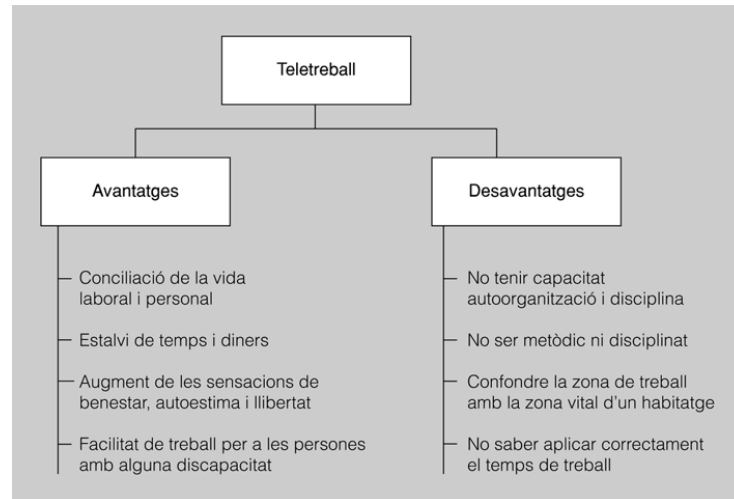 Teletreball
Avantatges
Conciliació de la vida
laboral i personal
Estalvi de temps i diners
Augment de les sensacions de
benestar, autoestima i llibertat
Facilitat de treball per a les persones
amb alguna discapacitat
Desavantatges
No tenir capacitat
autoorganització i disciplina
No ser metòdic ni disciplinat
Confondre la zona de treball
amb la zona vital d’un habitatge
No saber aplicar correctament
el temps de treball